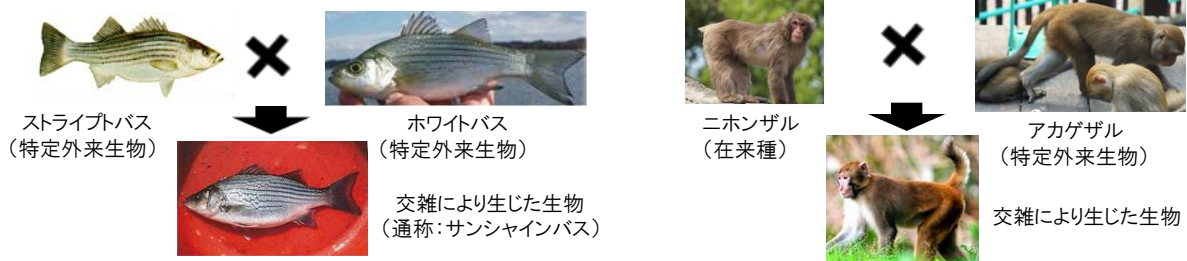 ストライプトバス
（特定外来生物）
ホワイトバス
（特定外来生物）
交雑により生じた生物
（通称：サンシャインバス）
ニホンザル
（在来種）
アカゲザル
（特定外来生物）
交雑により生じた生物